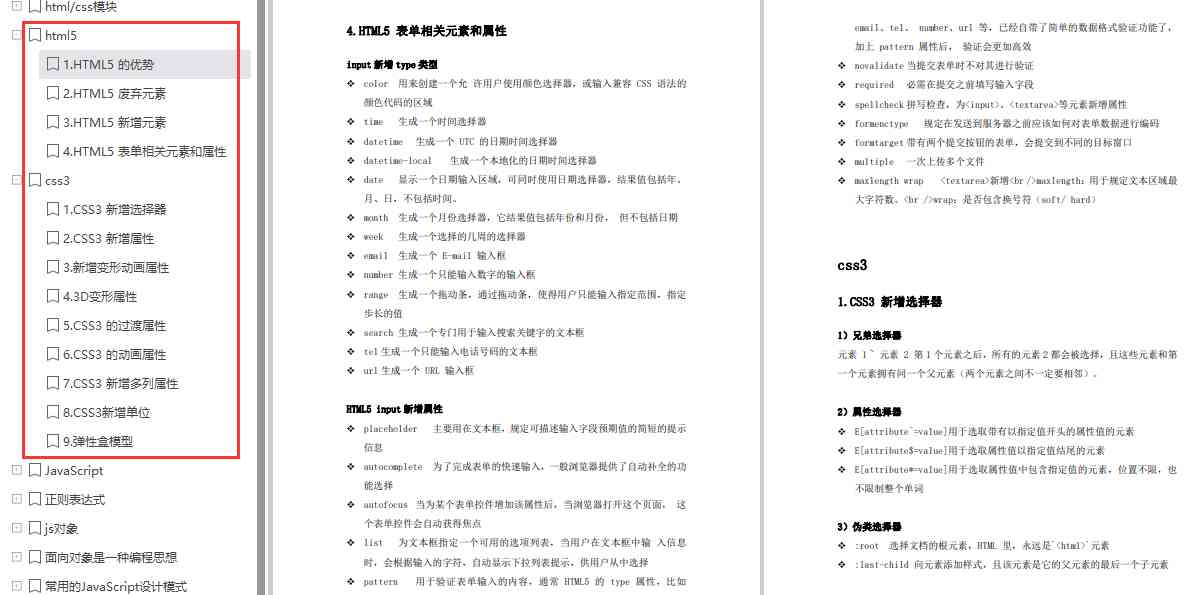 html/css模块
html5
1.HTML5 的优势
2.HTML5 废弃元素
3.HTML5 新增元素
4.HTML5 表单相关元素和属性
css3
1.CSS3 新增选择器
2.CSS3 新增属性
3.新增变形动画属性
4.3D变形属性
5.CSS3 的过渡属性
6.CSS3 的动画属性
7.CSS3 新增多列属性
8.CSS3新增单位
9.弹性盒模型
JavaScript
正则表达式
js对象
面向对象是一种编程思想
常用的JavaScript设计模式
4.HTML5 表单相关元素和属性
input新增type类型
❖ color 用来创建一个允 许用户使用颜色选择器，或输入兼容 CSS 语法的
颜色代码的区域
❖ time 生成一个时间选择器
❖ datetime 生成一个 UTC 的日期时间选择器
❖ datetime-local 生成一个本地化的日期时间选择器
❖ date 显示一个日期输入区域，可同时使用日期选择器，结果值包括年、
月、日，不包括时间。
❖ month 生成一个月份选择器，它结果值包括年份和月份， 但不包括日期
❖ week 生成一个选择的几周的选择器
❖ email 生成一个 E-mail 输入框
❖ number 生成一个只能输入数字的输入框
❖ range 生成一个拖动条，通过拖动条，使得用户只能输入指定范围，指定
步长的值
❖ search 生成一个专门用于输入搜索关键字的文本框
❖ tel 生成一个只能输入电话号码的文本框
❖ url 生成一个 URL 输入框
HTML5 input新增属性
❖ placeholder 主要用在文本框，规定可描述输入字段预期值的简短的提示
信息
❖ autocomplete 为了完成表单的快速输入，一般浏览器提供了自动补全的功
能选择
❖ autofocus 当为某个表单控件增加该属性后，当浏览器打开这个页面， 这
个表单控件会自动获得焦点
❖ list 为文本框指定一个可用的选项列表，当用户在文本框中输 入信息
时，会根据输入的字符，自动显示下拉列表提示，供用户从中选择
❖ pattern 用于验证表单输入的内容，通常 HTML5 的 type 属性，比如
email、tel、 number、url 等，已经自带了简单的数据格式验证功能了，
加上 pattern 属性后， 验证会更加高效
❖ novalidate 当提交表单时不对其进行验证
❖ required 必需在提交之前填写输入字段
❖ spellcheck 拼写检查，为<input>、<textarea>等元素新增属性
❖ formenctype 规定在发送到服务器之前应该如何对表单数据进行编码
❖ formtarget 带有两个提交按钮的表单，会提交到不同的目标窗口
❖ multiple 一次上传多个文件
❖ maxlength wrap <textarea>新增<br />maxlength：用于规定文本区域最
大字符数。<br />wrap：是否包含换号符（soft/ hard）
css3
1.CSS3 新增选择器
1）兄弟选择器
元素 1 ~ 元素 2 第1个元素之后，所有的元素2都会被选择，且这些元素和第
一个元素拥有同一个父元素（两个元素之间不一定要相邻）。
2）属性选择器
❖ E[attribute^=value]用于选取带有以指定值开头的属性值的元素
❖ E[attribute$=value]用于选取属性值以指定值结尾的元素
❖ E[attribute*=value]用于选取属性值中包含指定值的元素，位置不限，也
不限制整个单词
3）伪类选择器
❖ :root 选择文档的根元素，HTML 里，永远是`<html>`元素
❖ :last-child 向元素添加样式，且该元素是它的父元素的最后一个子元素